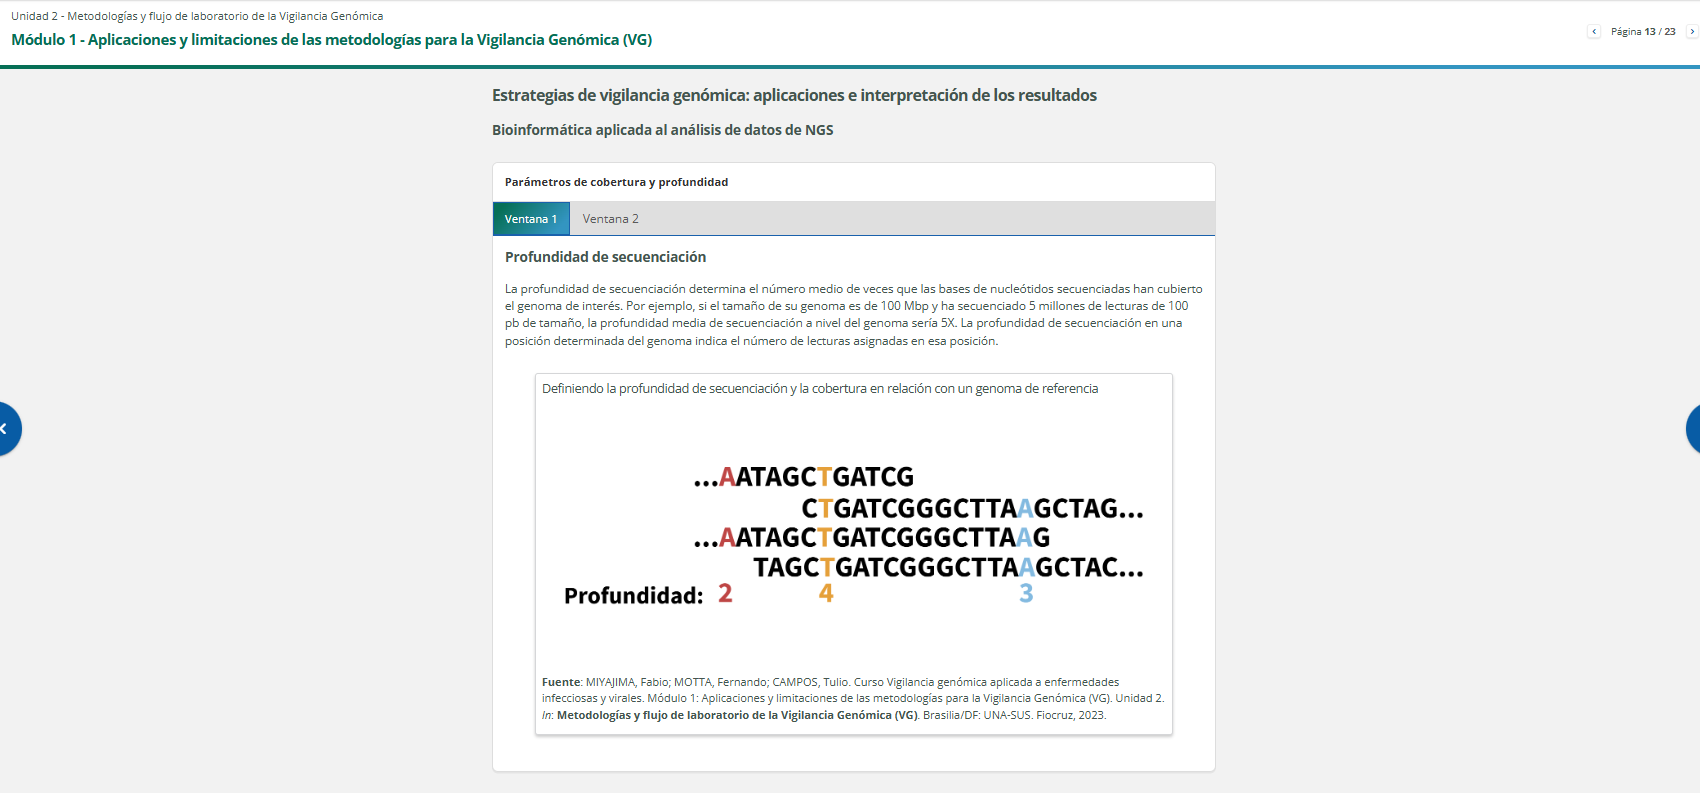 Unidad 2 - Metodologías y flujo de laboratorio de la Vigilancia Genómica
Módulo 1 - Aplicaciones y limitaciones de las metodologías para la Vigilancia Genómica (VG)
Página 13 / 23
Estrategias de vigilancia genómica: aplicaciones e interpretación de los resultados
Bioinformática aplicada al análisis de datos de NGS
Parámetros de cobertura y profundidad
Ventana 1 Ventana 2
Profundidad de secuenciación
La profundidad de secuenciación determina el número medio de veces que las bases de nucleótidos secuenciadas han cubierto
el genoma de interés. Por ejemplo, si el tamaño de su genoma es de 100 Mbp y ha secuenciado 5 millones de lecturas de 100
pb de tamaño, la profundidad media de secuenciación a nivel del genoma sería 5X. La profundidad de secuenciación en una
posición determinada del genoma indica el número de lecturas asignadas en esa posición.
Definiendo la profundidad de secuenciación y la cobertura en relación con un genoma de referencia
...AATAGCTGATCG
CTGATCGGGCTTAAGCTAG...
...AATAGCTGATCGGGCTTAAG
TAGCTGATCGGGCTTAAGCTAC...
Profundidad: 2 4 3
Fuente: MIYAJIMA, Fabio; MOTTA, Fernando; CAMPOS, Tulio. Curso Vigilancia genómica aplicada a enfermedades
infecciosas y virales. Módulo 1: Aplicaciones y limitaciones de las metodologías para la Vigilancia Genómica (VG). Unidad 2.
In: Metodologías y flujo de laboratorio de la Vigilancia Genómica (VG). Brasilia/DF: UNA-SUS. Fiocruz, 2023.